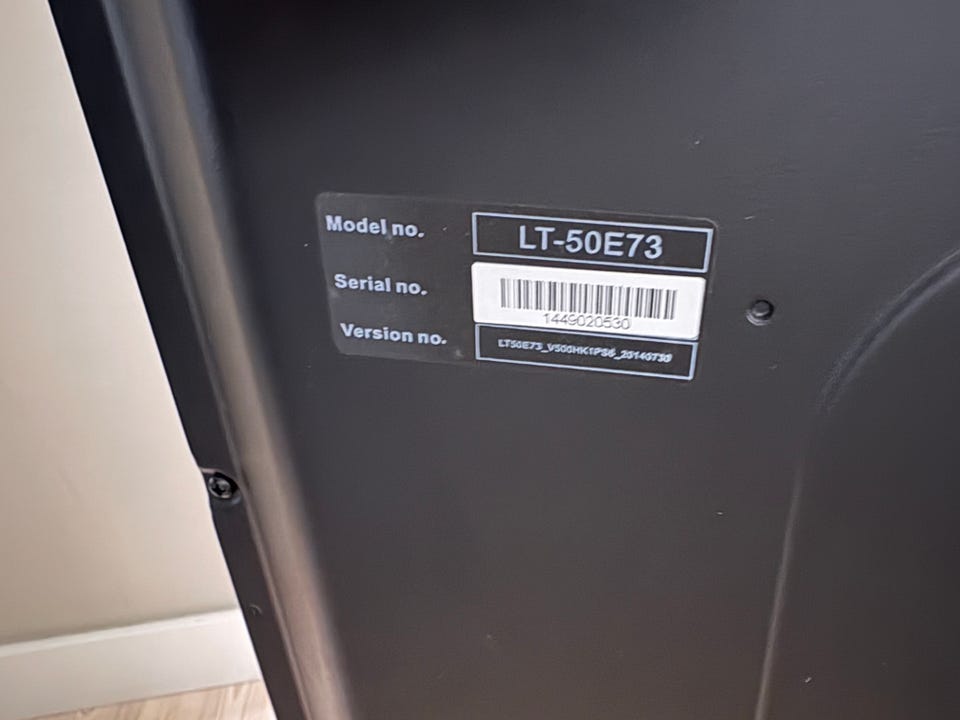 Model no. LT-50E73
Serial no. 1449020530
Version no. LT50E73_V500HK1PS6_20140730